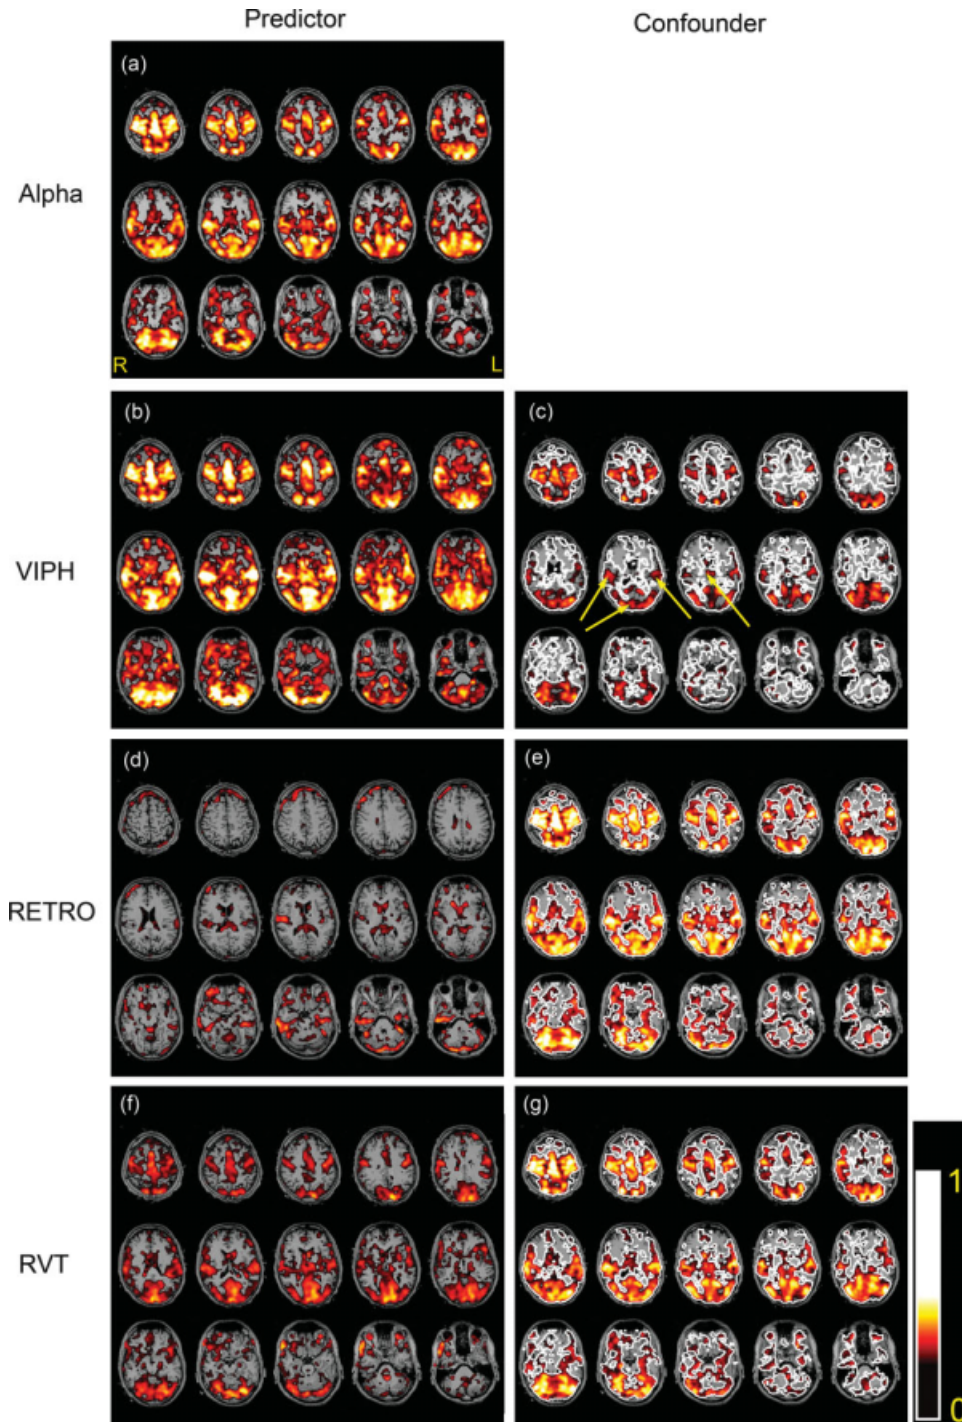 Predictor
Confounder
(a)
Alpha
R
L
(b)
(c)
VIPH
(d)
(e)
RETRO
(f)
(g)
1
RVT
0